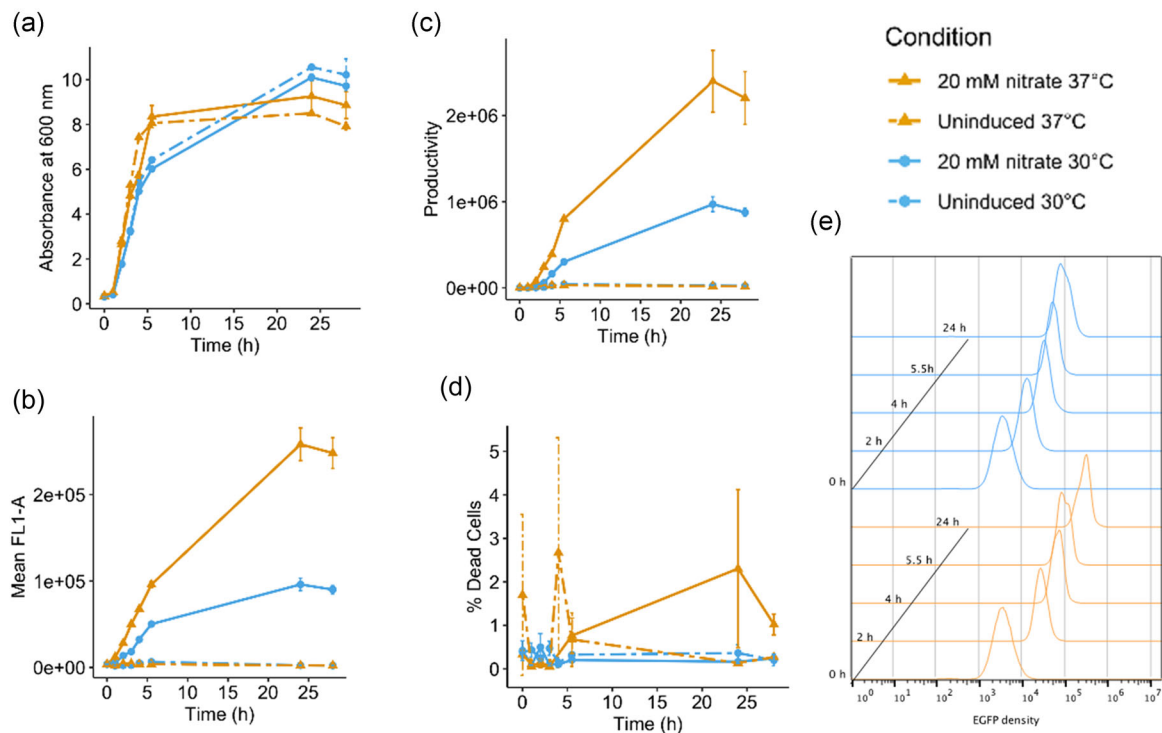 (a)
Absorbance at 600 nm
10
8
6
4
2
0
0 5 10 15 20 25
Time (h)
(c)
Productivity
2e+06
1e+06
0e+00
0 5 10 15 20 25
Time (h)
Condition
20 mM nitrate 37°C
Uninduced 37°C
20 mM nitrate 30°C
Uninduced 30°C
(b)
Mean FL1-A
2e+05
1e+05
0e+00
0 5 10 15 20 25
Time (h)
(d)
% Dead Cells
5
4
3
2
1
0
0 5 10 15 20 25
Time (h)
(e)
24 h
5.5h
4 h
2 h
0 h
24 h
5.5 h
4 h
2 h
0 h
10⁰ 10¹ 10² 10³ 10⁴ 10⁵ 10⁶ 10⁷
EGFP density